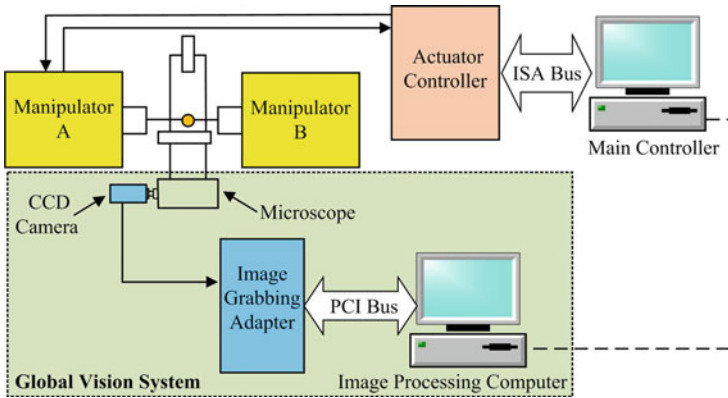 Manipulator
A
Manipulator
B
Actuator
Controller
ISA Bus
Main Controller
CCD
Camera
Microscope
Image
Grabbing
Adapter
PCI Bus
Global Vision System
Image Processing Computer